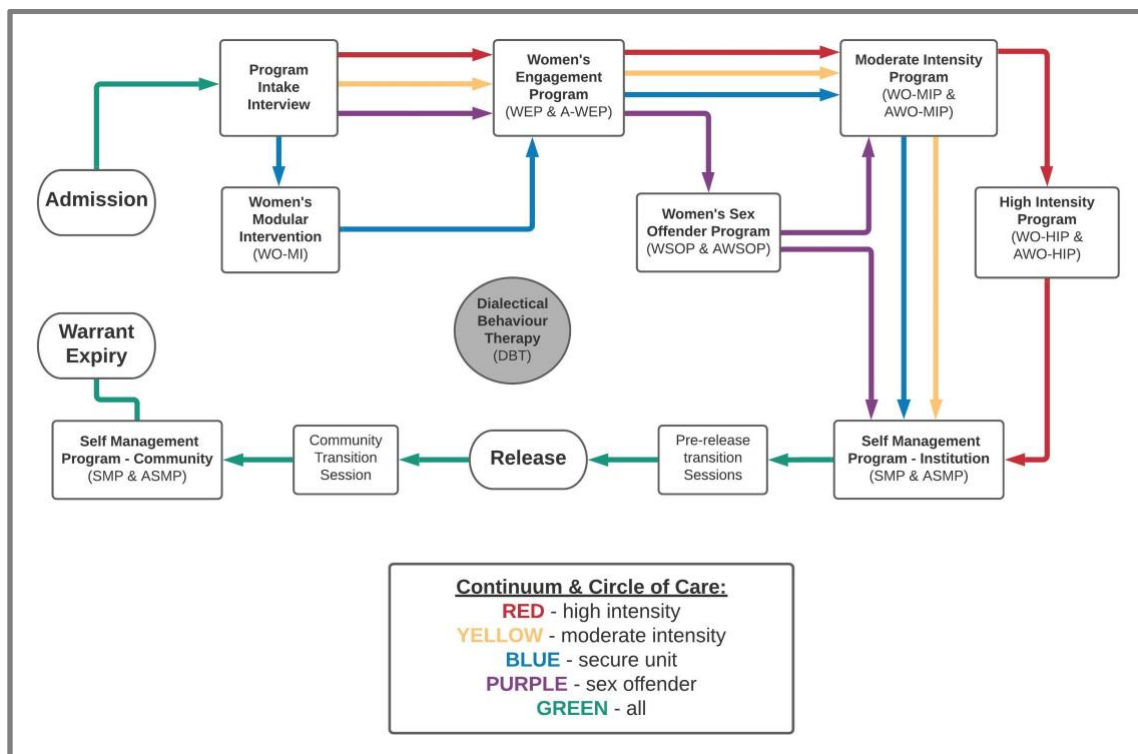 Program
Intake
Interview
Women's
Engagement
Program
(WEP & A-WEP)
Moderate Intensity
Program
(WO-MIP &
AWO-MIP)
Admission
Women's
Modular
Intervention
(WO-MI)
Women's Sex
Offender Program
(WSOP & AWSOP)
High Intensity
Program
(WO-HIP &
AWO-HIP)
Dialectical
Behaviour
Therapy
(DBT)
Warrant
Expiry
Self Management
Program - Community
(SMP & ASMP)
Community
Transition
Session
Release
Pre-release
transition
Sessions
Self Management
Program - Institution
(SMP & ASMP)
Continuum & Circle of Care:
RED - high intensity
YELLOW - moderate intensity
BLUE - secure unit
PURPLE - sex offender
GREEN - all